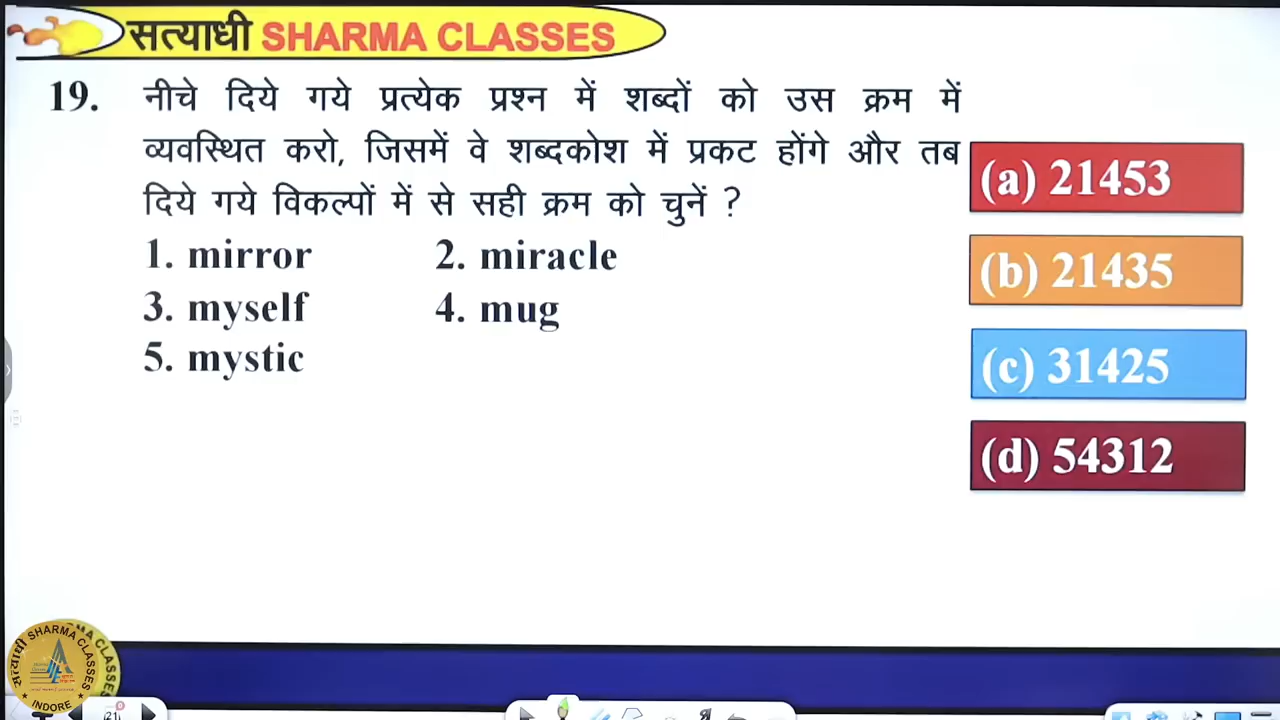 सत्याधी SHARMA CLASSES
19. नीचे दिये गये प्रत्येक प्रश्न में शब्दों को उस क्रम में
व्यवस्थित करो, जिसमें वे शब्दकोश में प्रकट होंगे और तब
दिये गये विकल्पों में से सही क्रम को चुनें ?
1. mirror 2. miracle
3. myself 4. mug
5. mystic
(a) 21453
(b) 21435
(c) 31425
(d) 54312
सत्याधी SHARMA CLASSES
INDORE
21